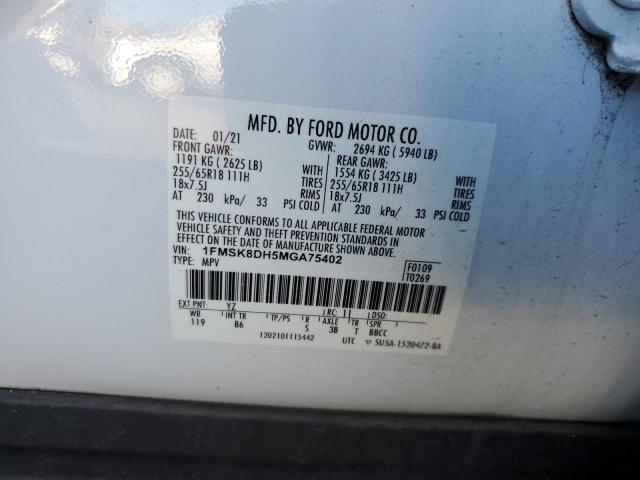 MFD. BY FORD MOTOR CO.
DATE: 01/21 GVWR: 2694 KG ( 5940 LB)
FRONT GAWR: REAR GAWR:
1191 KG ( 2625 LB) WITH 1554 KG ( 3425 LB) WITH
255/65R18 111H TIRES 255/65R18 111H TIRES
18x7.5J RIMS 18x7.5J RIMS
AT 230 kPa/ 33 PSI COLD AT 230 kPa/ 33 PSI COLD
THIS VEHICLE CONFORMS TO ALL APPLICABLE FEDERAL MOTOR
VEHICLE SAFETY AND THEFT PREVENTION STANDARDS IN
EFFECT ON THE DATE OF MANUFACTURE SHOWN ABOVE.
VIN: 1FMSK8DH5MGA75402 F0109
TYPE: MPV T0269
EXT PNT: YZ RC: 11 DSO:
WB INT TR TP/PS R AXLE TR SPR
119 86 S 3B T BBCC
1202101115442 UTC 5U5A-1520472-BA